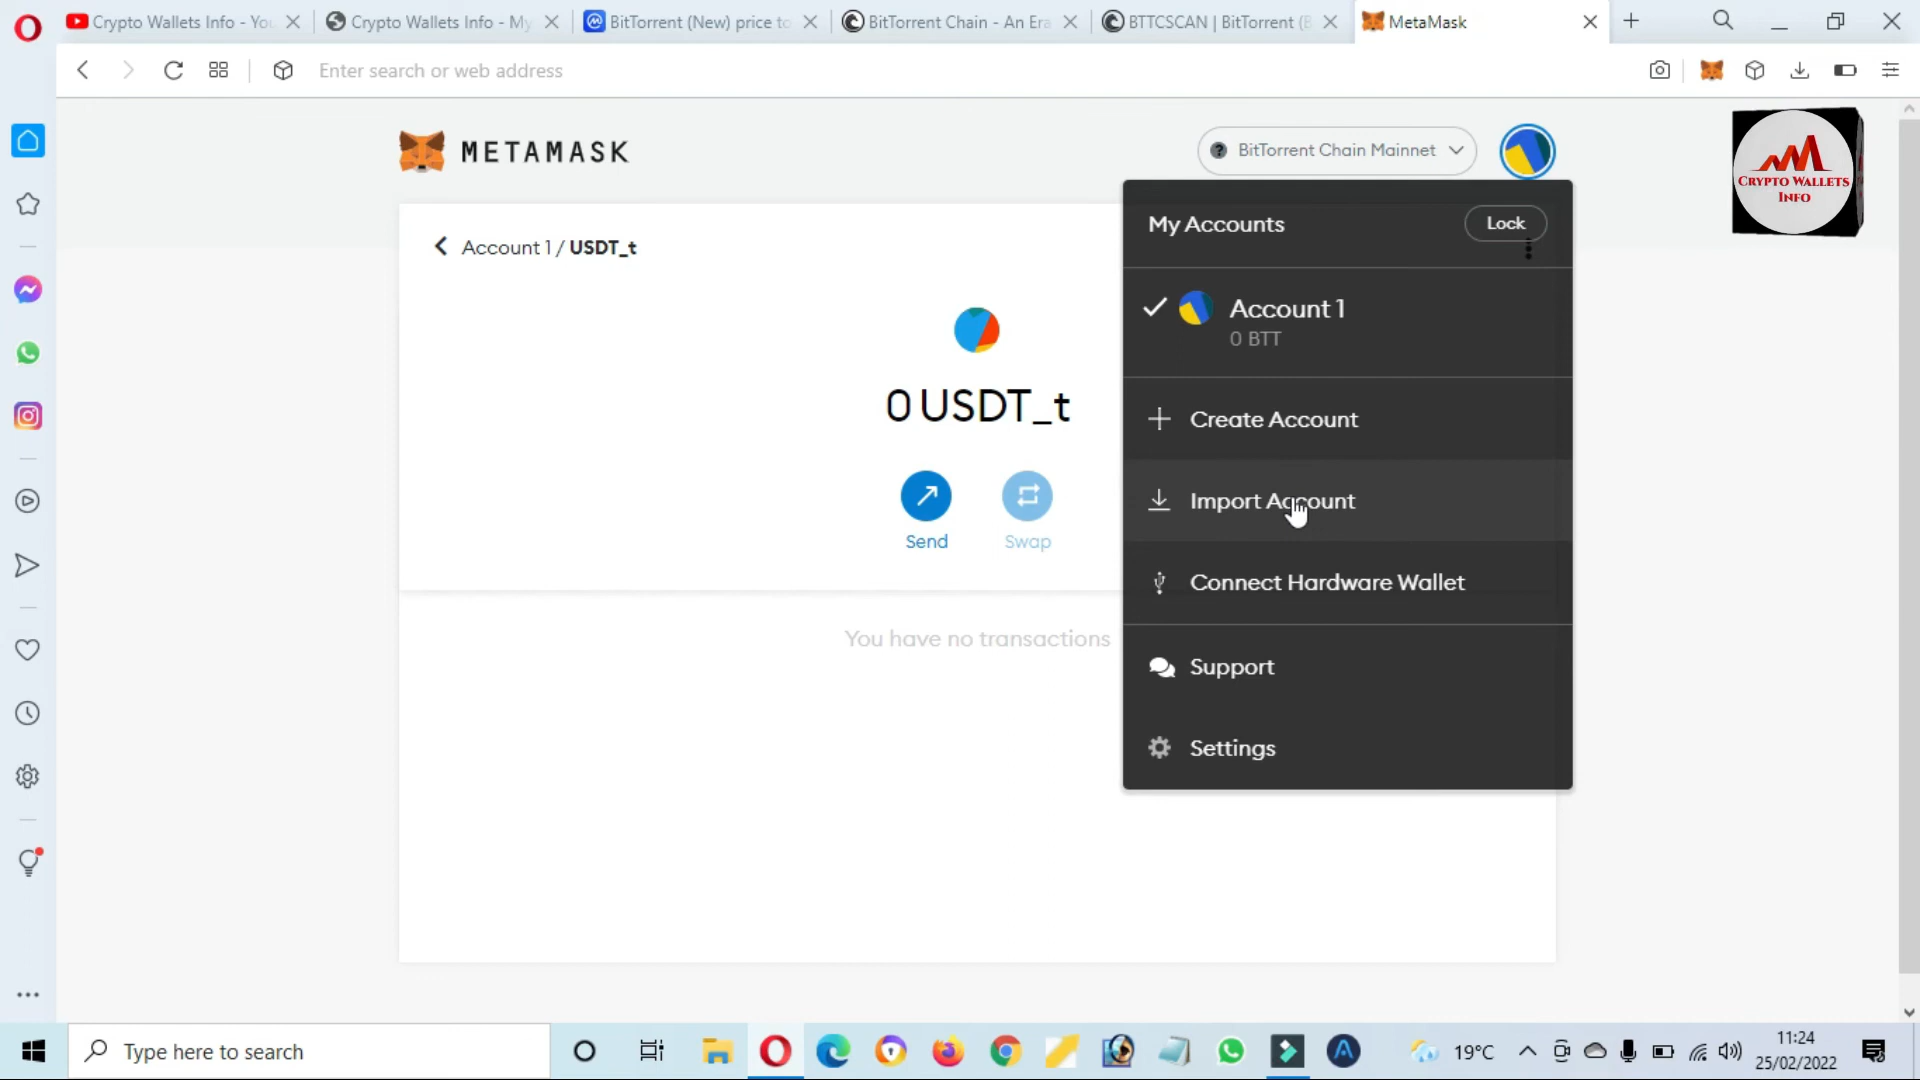 Crypto Wallets Info - You
Crypto Wallets Info - My
BitTorrent (New) price to
BitTorrent Chain - An Era
BTTCSCAN | BitTorrent (B
MetaMask
Enter search or web address
METAMASK
BitTorrent Chain Mainnet
CRYPTO WALLETS
INFO
My Accounts
Lock
Account 1 / USDT_t
Account 1
0 BTT
0 USDT_t
Create Account
Import Account
Send
Swap
Connect Hardware Wallet
You have no transactions
Support
Settings
Type here to search
19°C
11:24
25/02/2022